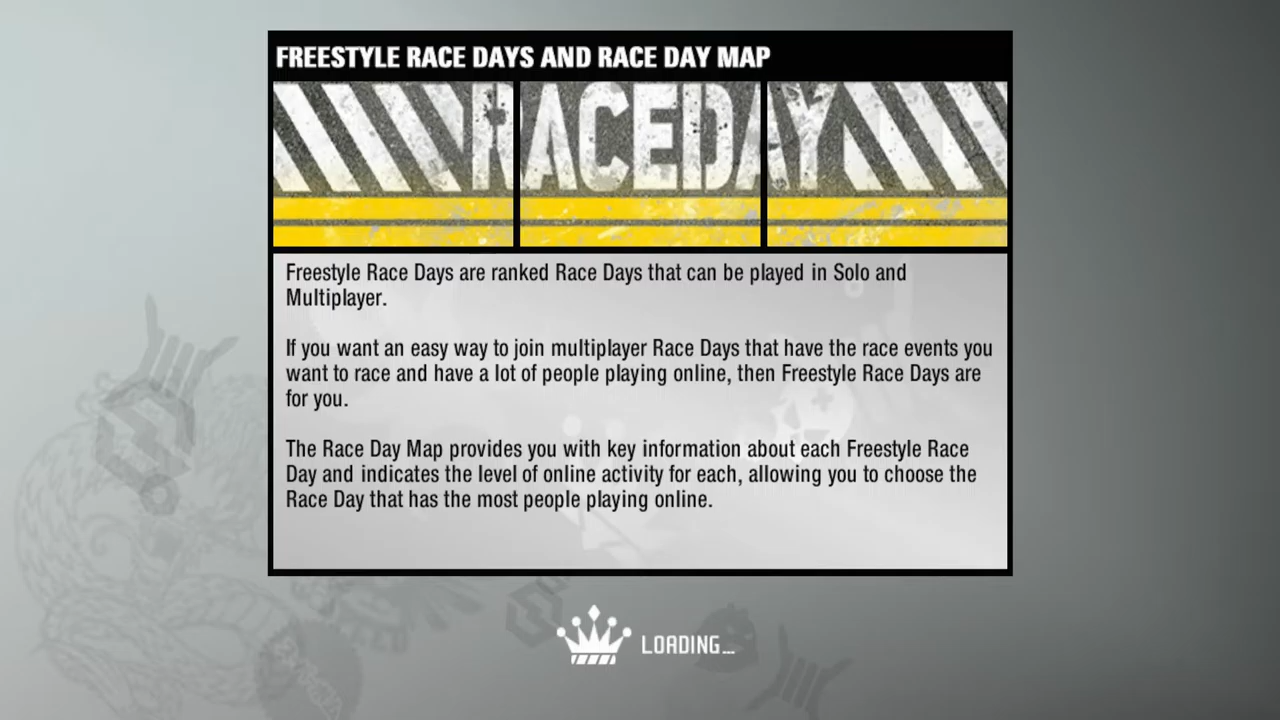 FREESTYLE RACE DAYS AND RACE DAY MAP
RACEDAY
Freestyle Race Days are ranked Race Days that can be played in Solo and
Multiplayer.
If you want an easy way to join multiplayer Race Days that have the race events you
want to race and have a lot of people playing online, then Freestyle Race Days are
for you.
The Race Day Map provides you with key information about each Freestyle Race
Day and indicates the level of online activity for each, allowing you to choose the
Race Day that has the most people playing online.
LOADING...